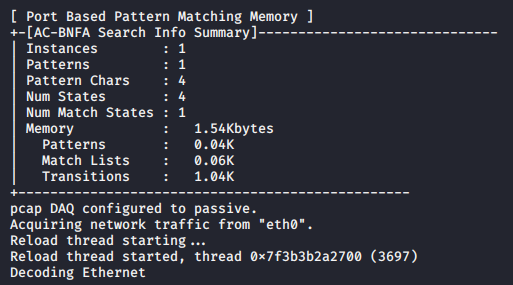 [ Port Based Pattern Matching Memory ]
+-[AC-BNFA Search Info Summary]------------------------------
| Instances        : 1
| Patterns         : 1
| Pattern Chars    : 4
| Num States       : 4
| Num Match States : 1
| Memory           :   1.54Kbytes
|   Patterns       :   0.04K
|   Match Lists    :   0.06K
|   Transitions    :   1.04K
+-------------------------------------------------
pcap DAQ configured to passive.
Acquiring network traffic from "eth0".
Reload thread starting...
Reload thread started, thread 0x7f3b3b2a2700 (3697)
Decoding Ethernet